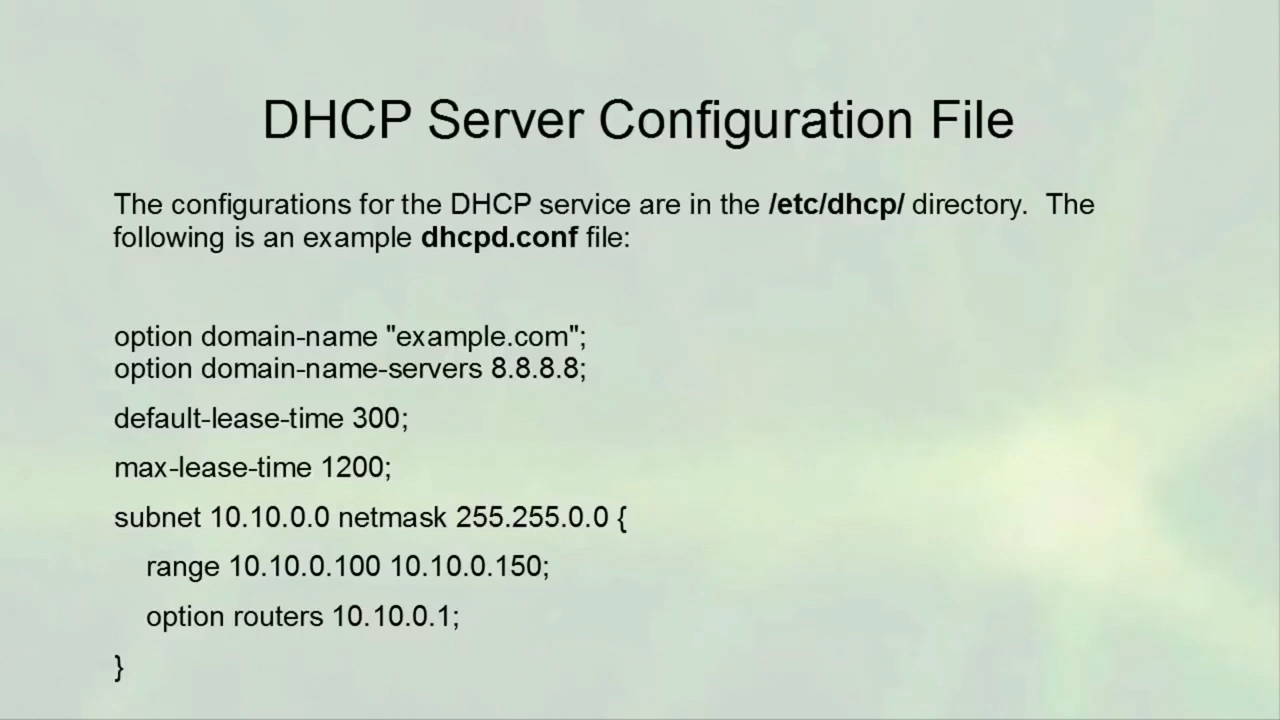 DHCP Server Configuration File
The configurations for the DHCP service are in the /etc/dhcp/ directory.  The
following is an example dhcpd.conf file:
option domain-name "example.com";
option domain-name-servers 8.8.8.8;
default-lease-time 300;
max-lease-time 1200;
subnet 10.10.0.0 netmask 255.255.0.0 {
range 10.10.0.100 10.10.0.150;
option routers 10.10.0.1;
}